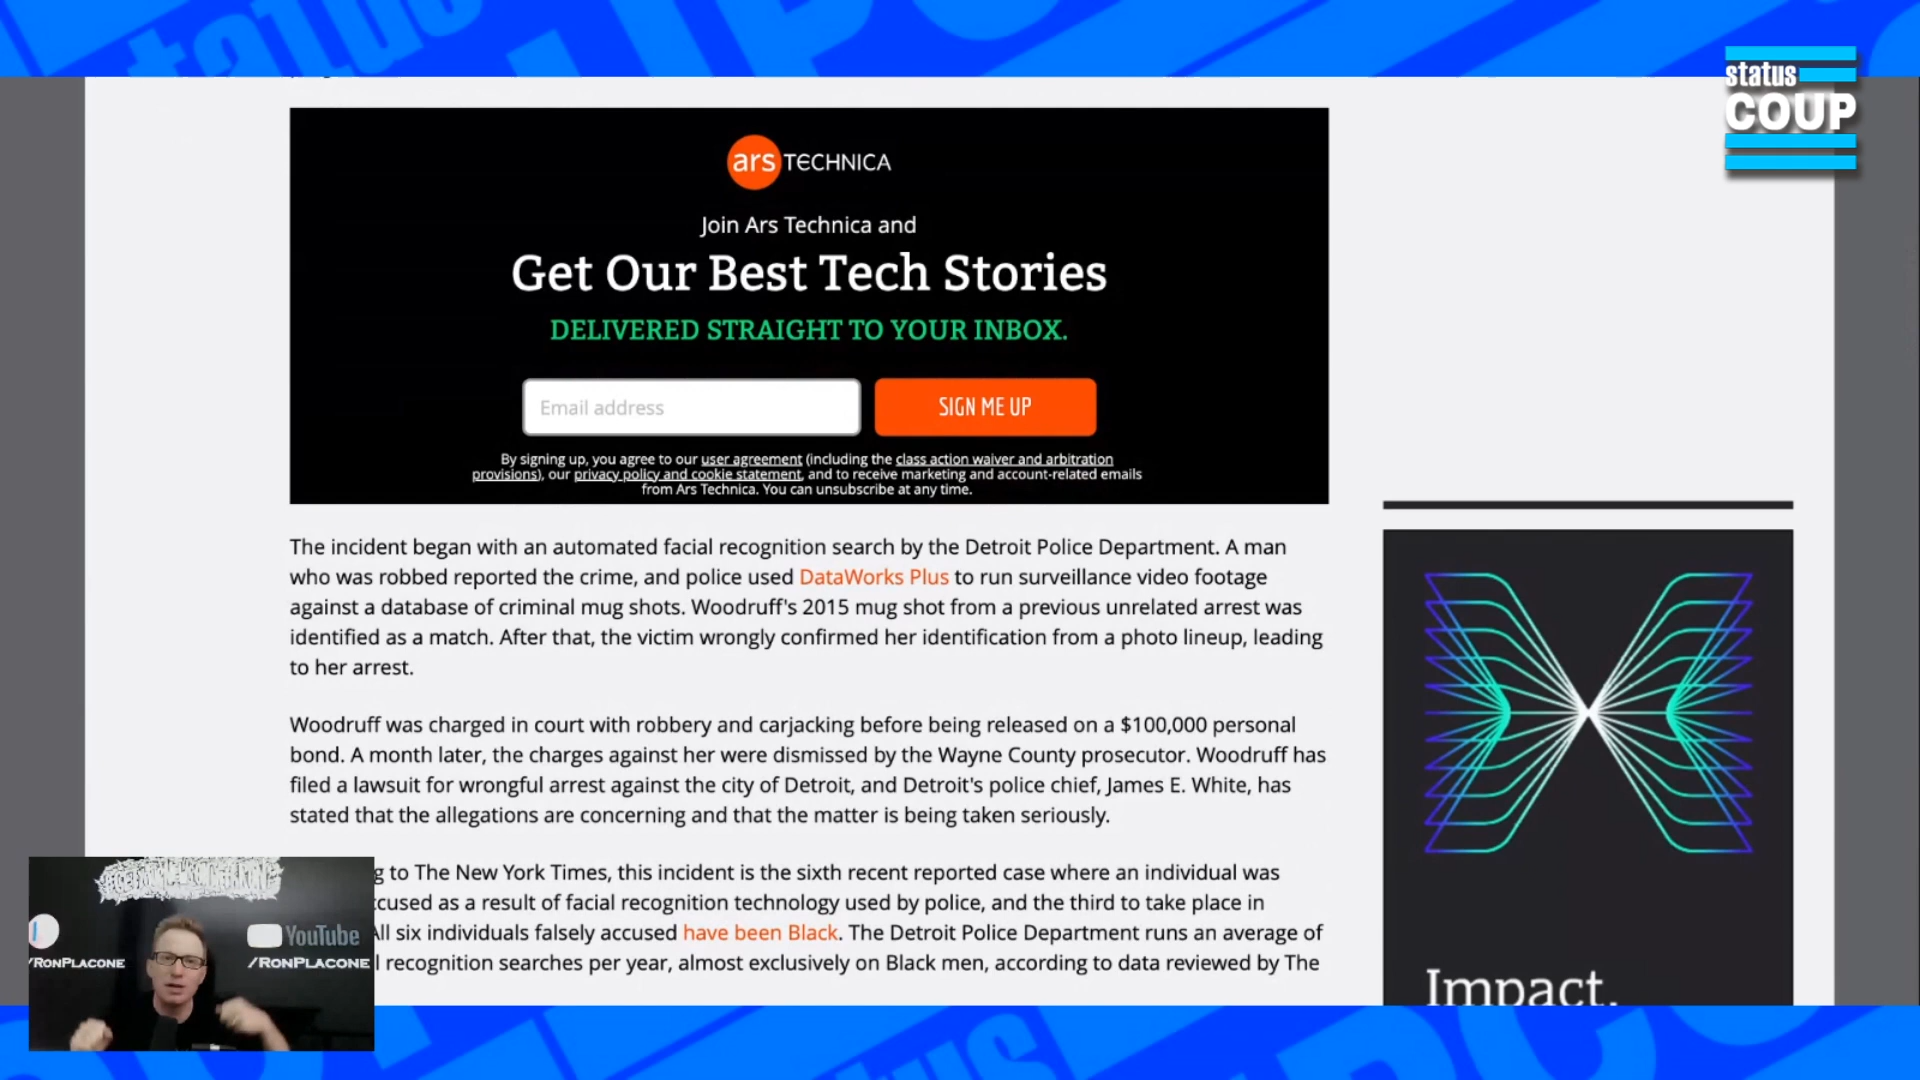 status
COUP
ars TECHNICA
Join Ars Technica and
Get Our Best Tech Stories
DELIVERED STRAIGHT TO YOUR INBOX.
Email address
SIGN ME UP
By signing up, you agree to our user agreement (including the class action waiver and arbitration
provisions), our privacy policy and cookie statement, and to receive marketing and account-related emails
from Ars Technica. You can unsubscribe at any time.
The incident began with an automated facial recognition search by the Detroit Police Department. A man
who was robbed reported the crime, and police used DataWorks Plus to run surveillance video footage
against a database of criminal mug shots. Woodruff's 2015 mug shot from a previous unrelated arrest was
identified as a match. After that, the victim wrongly confirmed her identification from a photo lineup, leading
to her arrest.
Woodruff was charged in court with robbery and carjacking before being released on a $100,000 personal
bond. A month later, the charges against her were dismissed by the Wayne County prosecutor. Woodruff has
filed a lawsuit for wrongful arrest against the city of Detroit, and Detroit's police chief, James E. White, has
stated that the allegations are concerning and that the matter is being taken seriously.
to The New York Times, this incident is the sixth recent reported case where an individual was
as a result of facial recognition technology used by police, and the third to take place in
All six individuals falsely accused have been Black. The Detroit Police Department runs an average of
recognition searches per year, almost exclusively on Black men, according to data reviewed by The
Impact.
YouTube
/RONPLACONE
/RONPLACONE